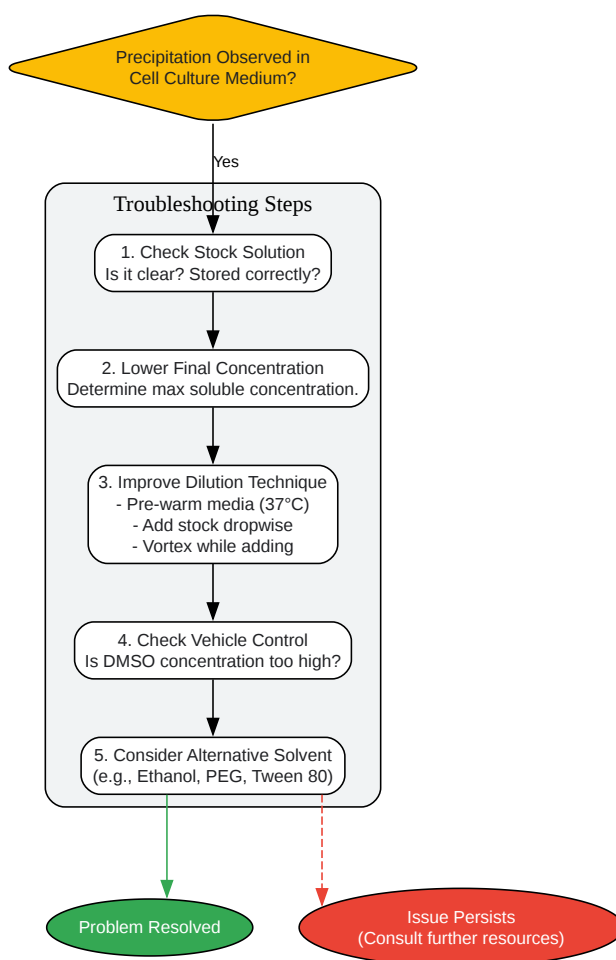 Precipitation Observed in
Cell Culture Medium?
Yes
Troubleshooting Steps
1. Check Stock Solution
Is it clear? Stored correctly?
2. Lower Final Concentration
Determine max soluble concentration.
3. Improve Dilution Technique
- Pre-warm media (37°C)
- Add stock dropwise
- Vortex while adding
4. Check Vehicle Control
Is DMSO concentration too high?
5. Consider Alternative Solvent
(e.g., Ethanol, PEG, Tween 80)
Problem Resolved
Issue Persists
(Consult further resources)